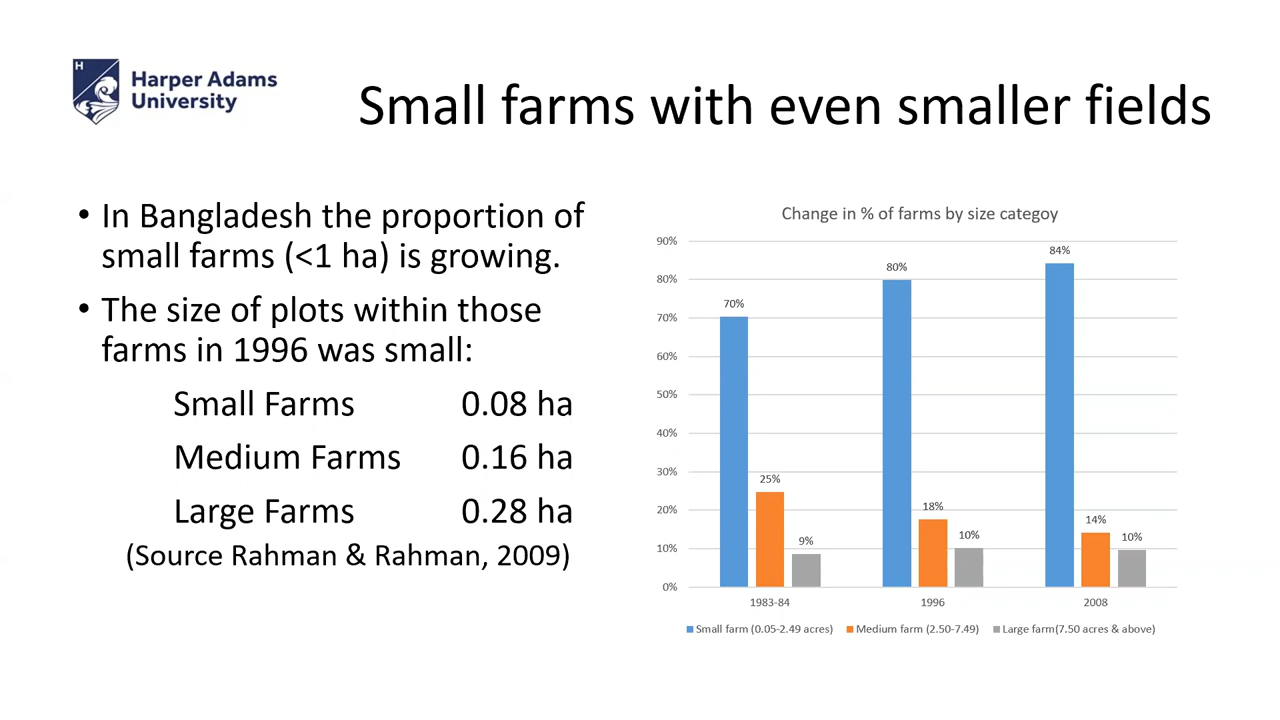 H
Harper Adams
University
Small farms with even smaller fields
• In Bangladesh the proportion of
small farms (<1 ha) is growing.
• The size of plots within those
farms in 1996 was small:
Small Farms 0.08 ha
Medium Farms 0.16 ha
Large Farms 0.28 ha
(Source Rahman & Rahman, 2009)
Change in % of farms by size categoy
90%
80%
70%
60%
50%
40%
30%
20%
10%
0%
70%
25%
9%
80%
18%
10%
84%
14%
10%
1983-84 1996 2008
Small farm (0.05-2.49 acres) Medium farm (2.50-7.49) Large farm(7.50 acres & above)